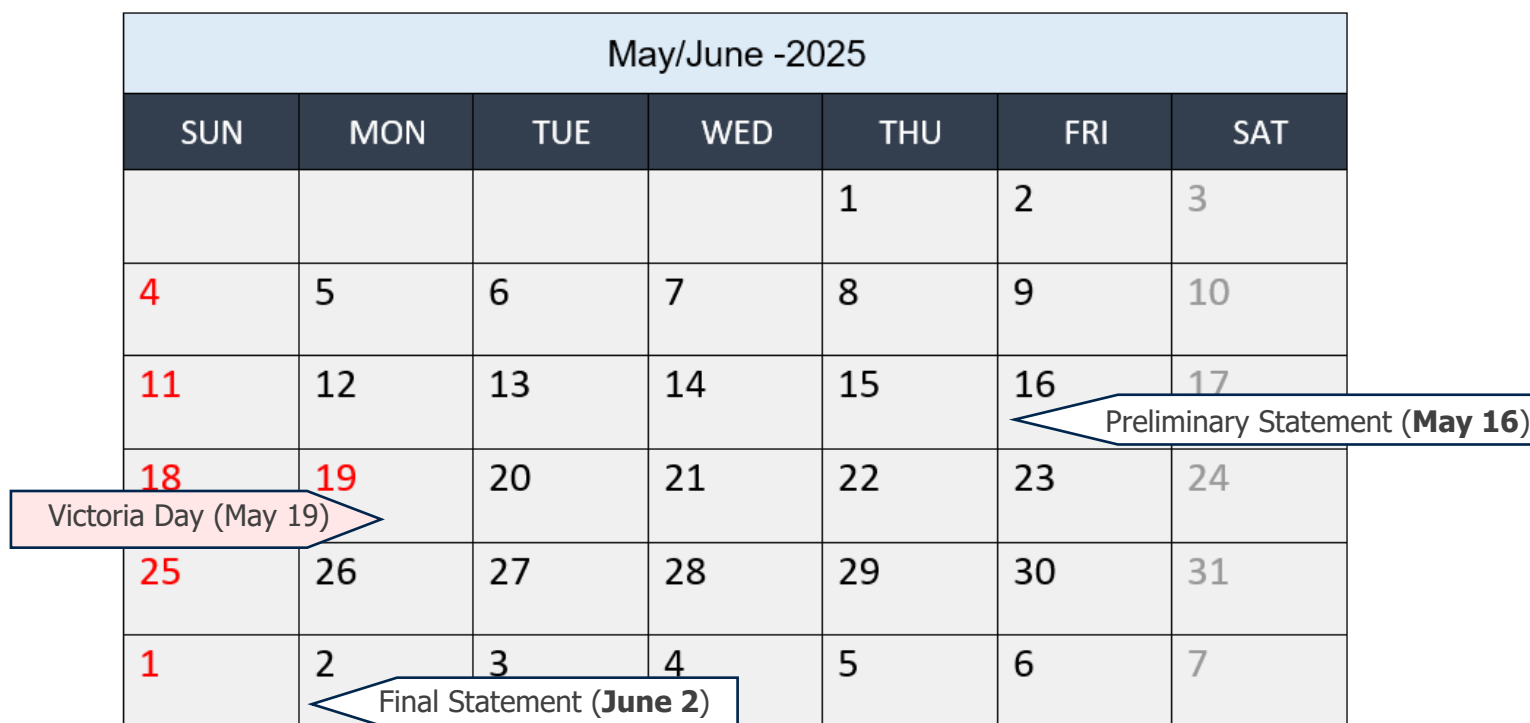 May/June -2025
SUN MON TUE WED THU FRI SAT
1 2 3
4 5 6 7 8 9 10
11 12 13 14 15 16 17
Preliminary Statement (May 16)
18 19 20 21 22 23 24
Victoria Day (May 19)
25 26 27 28 29 30 31
1 2 3 4 5 6 7
Final Statement (June 2)